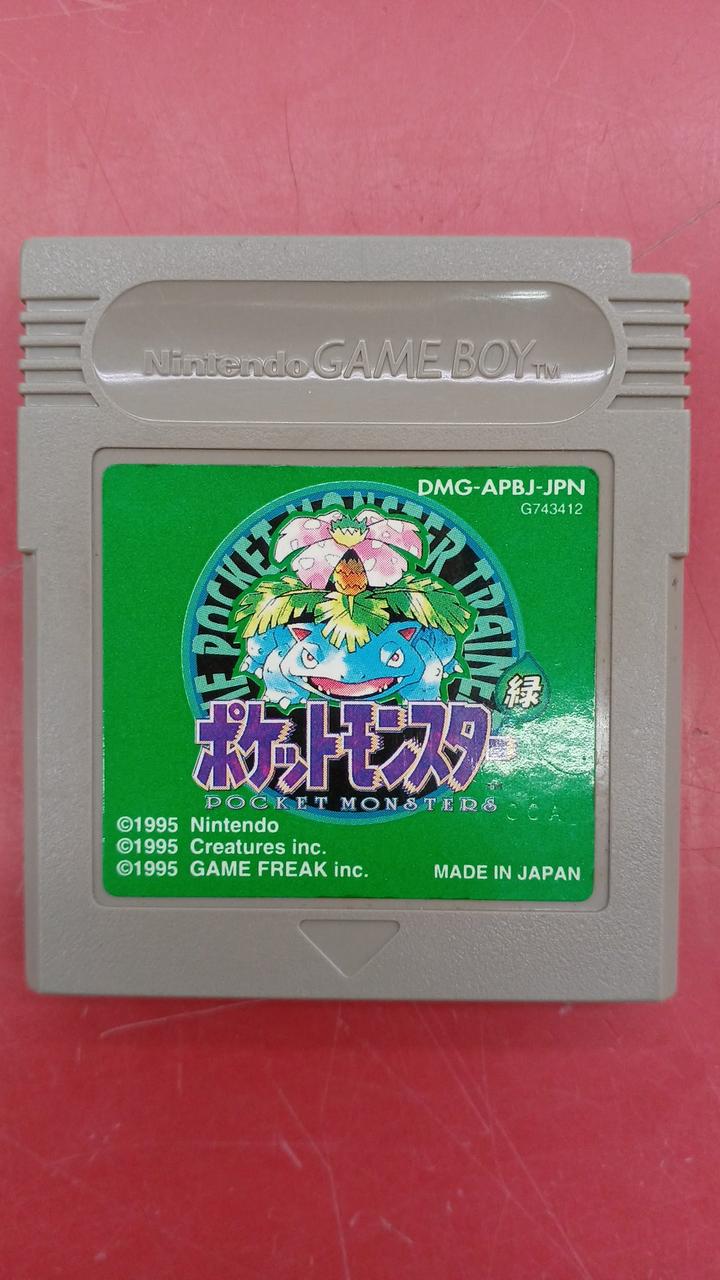 Nintendo GAME BOY TM
DMG-APBJ-JPN
G743412
THE POCKET MONSTER TRAINER
緑
ポケットモンスター
POCKET MONSTERS
©1995 Nintendo
©1995 Creatures inc.
©1995 GAME FREAK inc.
MADE IN JAPAN